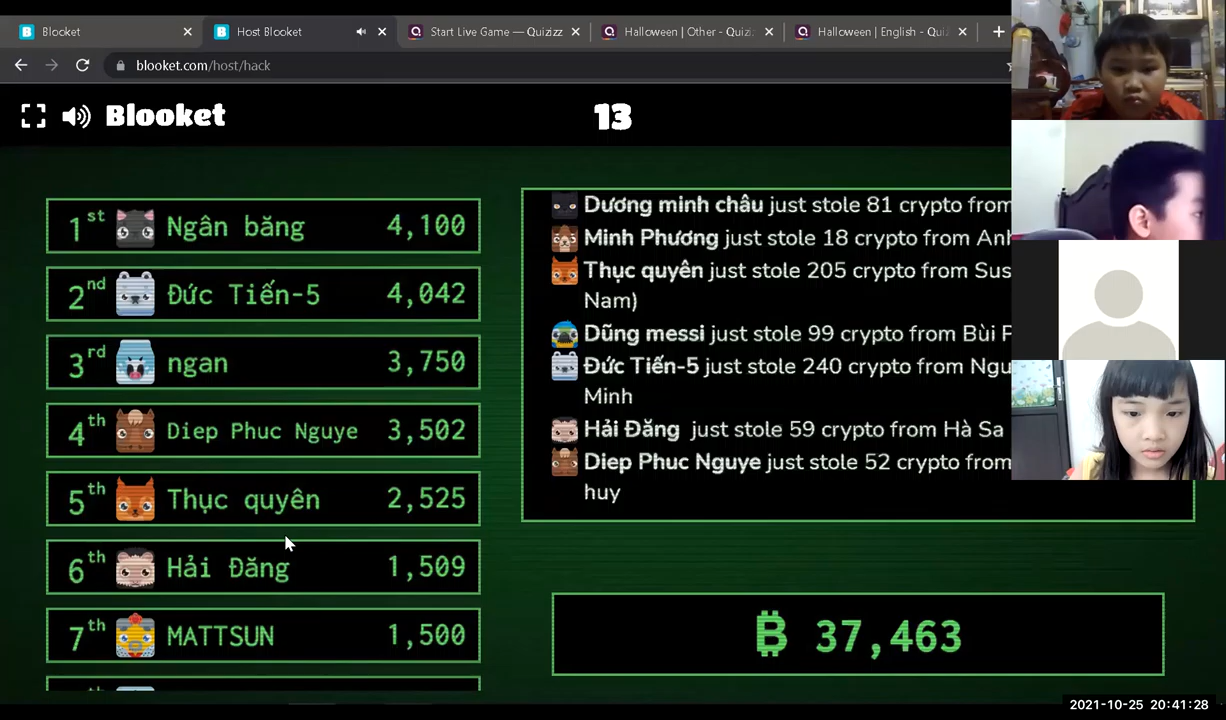 Blooket
Host Blooket
Start Live Game — Quizizz
Halloween | Other - Quiziz
Halloween | English - Quiz
blooket.com/host/hack
Blooket
13
1st Ngân băng 4,100
2nd Đức Tiến-5 4,042
3rd ngan 3,750
4th Diep Phuc Nguye 3,502
5th Thục quyên 2,525
6th Hải Đăng 1,509
7th MATTSUN 1,500
Dương minh châu just stole 81 crypto from
Minh Phương just stole 18 crypto from Anh
Thục quyên just stole 205 crypto from Sus
Nam)
Dũng messi just stole 99 crypto from Bùi P
Đức Tiến-5 just stole 240 crypto from Ngu
Minh
Hải Đăng just stole 59 crypto from Hà Sa
Diep Phuc Nguye just stole 52 crypto from
huy
₿ 37,463
2021-10-25 20:41:28